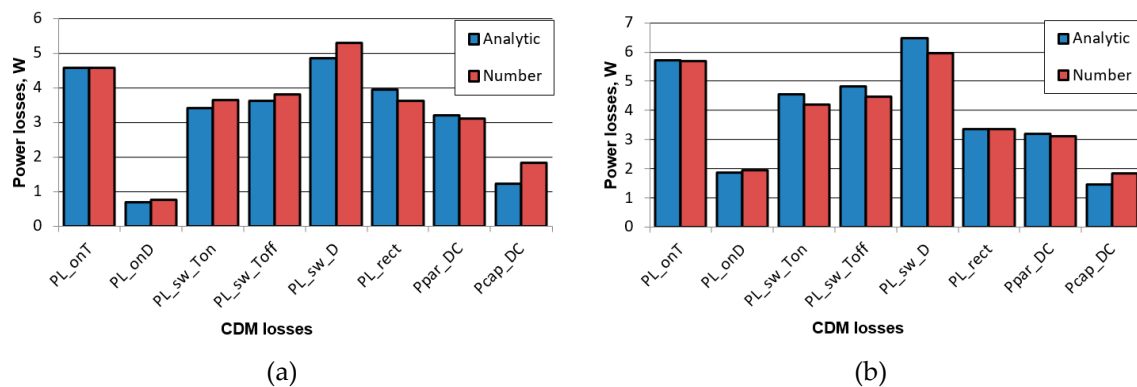 6
5
4
3
2
1
0
Power losses, W
Analytic
Number
PL_onT
PL_onD
PL_sw_Ton
PL_sw_Toff
PL_sw_D
PL_rect
Ppar_DC
Pcap_DC
CDM losses
(a)
7
6
5
4
3
2
1
0
Power losses, W
Analytic
Number
PL_onT
PL_onD
PL_sw_Ton
PL_sw_Toff
PL_sw_D
PL_rect
Ppar_DC
Pcap_DC
CDM losses
(b)